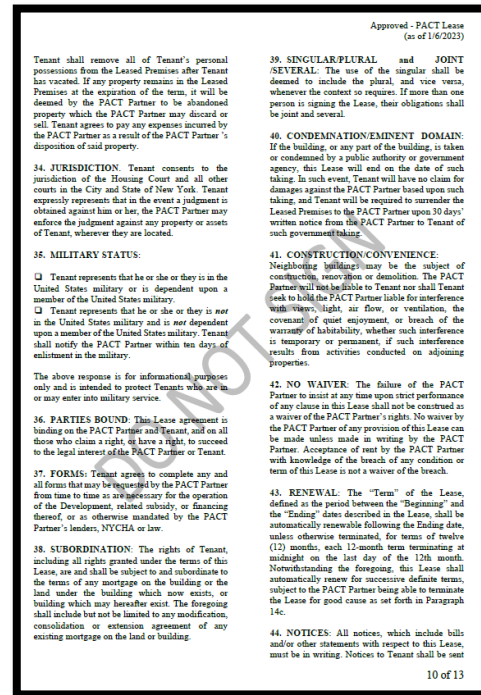 Approved - PACT Lease
(as of 1/6/2023)
Tenant shall remove all of Tenant's personal
possessions from the Leased Premises after Tenant
has vacated. If any property remains in the Leased
Premises at the expiration of the term, it will be
deemed by the PACT Partner to be abandoned
property which the PACT Partner may discard or
sell. Tenant agrees to pay any expenses incurred by
the PACT Partner as a result of the PACT Partner 's
disposition of said property.
34. JURISDICTION. Tenant consents to the
jurisdiction of the Housing Court and all other
courts in the City and State of New York. Tenant
expressly represents that in the event a judgment is
obtained against him or her, the PACT Partner may
enforce the judgment against any property or assets
of Tenant, wherever they are located.
35. MILITARY STATUS:
☐ Tenant represents that he or she or they is in the
United States military or is dependent upon a
member of the United States military.
☐ Tenant represents that he or she or they is not
in the United States military and is not dependent
upon a member of the United States military. Tenant
shall notify the PACT Partner within ten days of
enlistment in the military.
The above response is for informational purposes
only and is intended to protect Tenants who are in
or may enter into military service.
36. PARTIES BOUND: This Lease agreement is
binding on the PACT Partner and Tenant, and on all
those who claim a right, or have a right, to succeed
to the legal interest of the PACT Partner or Tenant.
37. FORMS: Tenant agrees to complete any and
all forms that may be requested by the PACT Partner
from time to time as are necessary for the operation
of the Development, related subsidy, or financing
thereof, or as otherwise mandated by the PACT
Partner's lenders, NYCHA or law.
38. SUBORDINATION: The rights of Tenant,
including all rights granted under the terms of this
Lease, are and shall be subject to and subordinate to
the terms of any mortgage on the building or the
land under the building which now exists, or
building which may hereafter exist. The foregoing
shall include but not be limited to any modification,
consolidation or extension agreement of any
existing mortgage on the land or building.
39. SINGULAR/PLURAL and JOINT
/SEVERAL: The use of the singular shall be
deemed to include the plural, and vice versa,
whenever the context so requires. If more than one
person is signing the Lease, their obligations shall
be joint and several.
40. CONDEMNATION/EMINENT DOMAIN:
If the building, or any part of the building, is taken
or condemned by a public authority or government
agency, this Lease will end on the date of such
taking. In such event, Tenant will have no claim for
damages against the PACT Partner based upon such
taking, and Tenant will be required to surrender the
Leased Premises to the PACT Partner upon 30 days'
written notice from the PACT Partner to Tenant of
such government taking.
41. CONSTRUCTION/CONVENIENCE:
Neighboring buildings may be the subject of
construction, renovation or demolition. The PACT
Partner will not be liable to Tenant nor shall Tenant
seek to hold the PACT Partner liable for interference
with views, light, air flow, or ventilation, the
covenant of quiet enjoyment, or breach of the
warranty of habitability, whether such interference
is temporary or permanent, if such interference
results from activities conducted on adjoining
properties.
42. NO WAIVER: The failure of the PACT
Partner to insist at any time upon strict performance
of any clause in this Lease shall not be construed as
a waiver of the PACT Partner's rights. No waiver by
the PACT Partner of any provision of this Lease can
be made unless made in writing by the PACT
Partner. Acceptance of rent by the PACT Partner
with knowledge of the breach of any condition or
term of this Lease is not a waiver of the breach.
43. RENEWAL: The "Term" of the Lease,
defined as the period between the "Beginning" and
the "Ending" dates described in the Lease, shall be
automatically renewable following the Ending date,
unless otherwise terminated, for terms of twelve
(12) months, each 12-month term terminating at
midnight on the last day of the 12th month.
Notwithstanding the foregoing, this Lease shall
automatically renew for successive definite terms,
subject to the PACT Partner being able to terminate
the Lease for good cause as set forth in Paragraph
14c.
44. NOTICES: All notices, which include bills
and/or other statements with respect to this Lease,
must be in writing. Notices to Tenant shall be sent
10 of 13
DO NOT SIGN